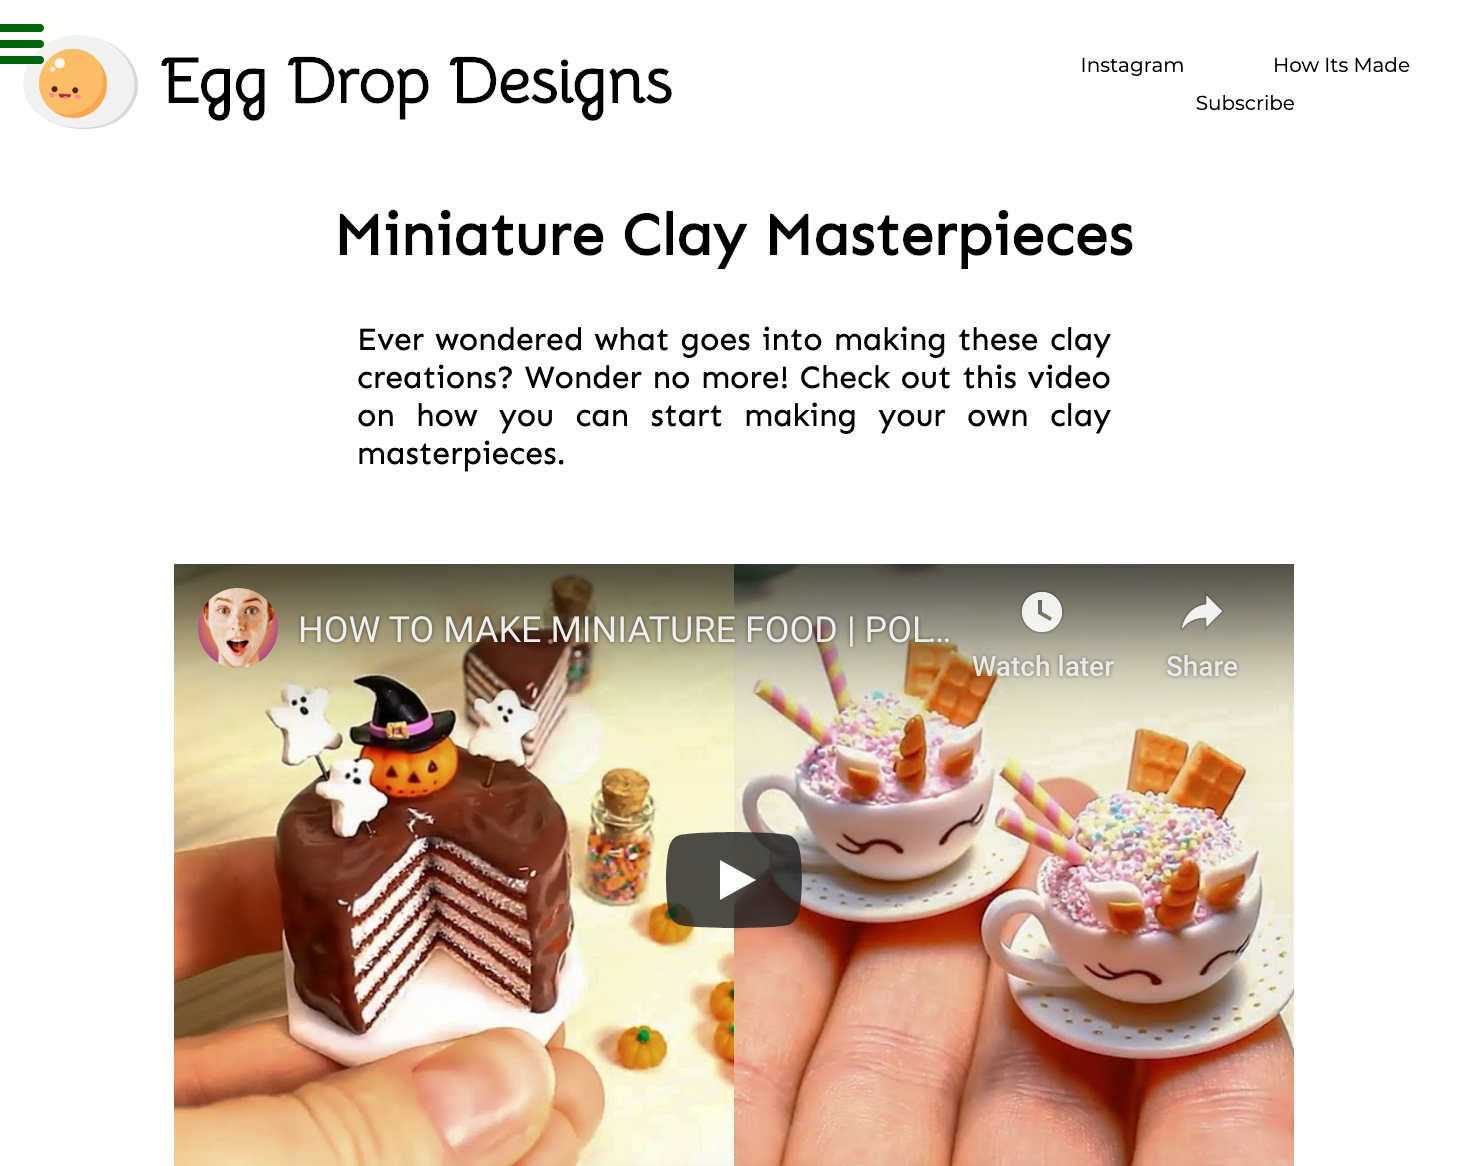 Egg Drop Designs
Instagram
How Its Made
Subscribe
Miniature Clay Masterpieces
Ever wondered what goes into making these clay
creations? Wonder no more! Check out this video
on how you can start making your own clay
masterpieces.
HOW TO MAKE MINIATURE FOOD | POL...
Watch later
Share